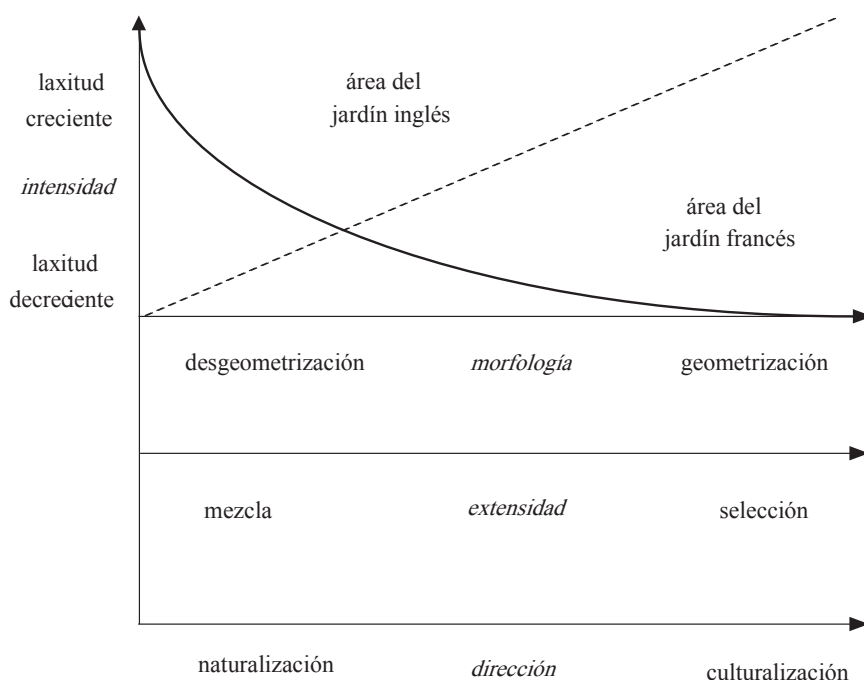 laxitud
creciente
área del
jardín inglés
intensidad
área del
jardín francés
laxitud
decreciente
desgeometrización morfología geometrización
mezcla extensidad selección
naturalización dirección culturalización